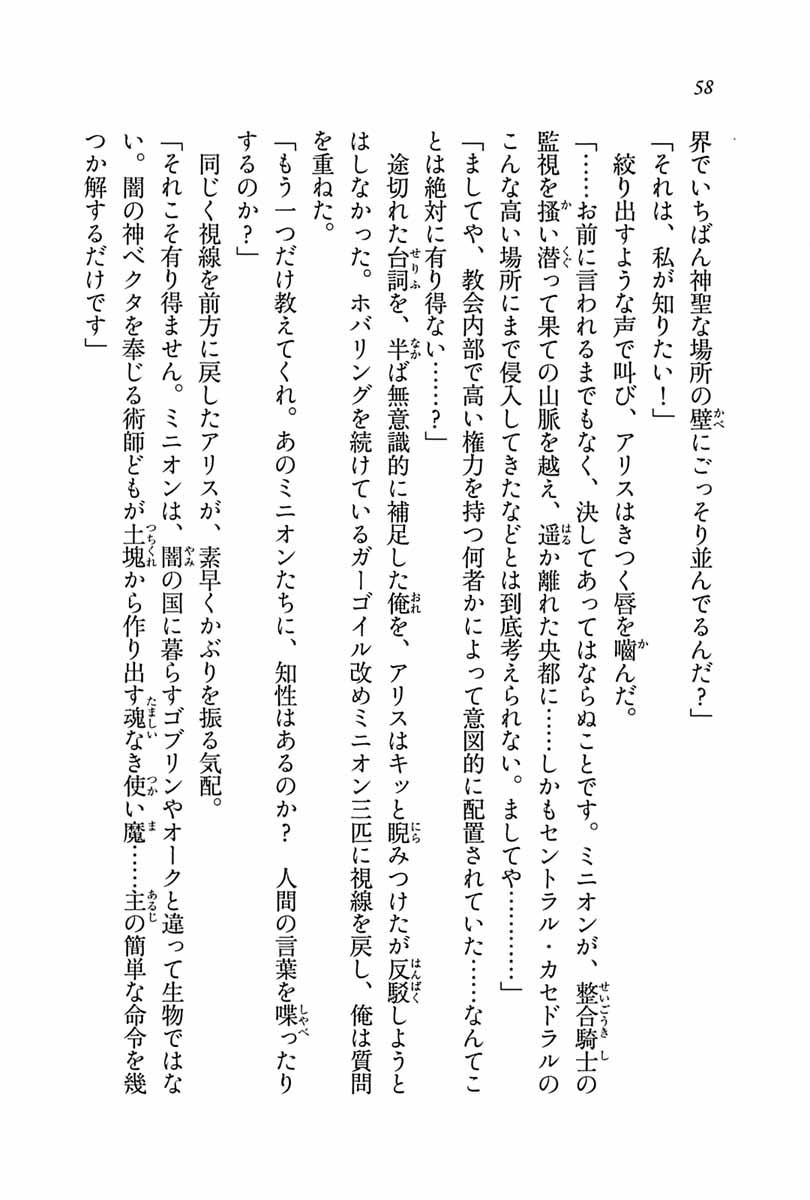 58
界でいちばん神聖な場所の壁にごっそり並んでるんだ？」
「それは、私が知りたい！」
絞り出すような声で叫び、アリスはきつく唇を嚙んだ。
「……お前に言われるまでもなく、決してあってはならぬことです。ミニオンが、整合騎士の
監視を搔い潜って果ての山脈を越え、遥か離れた央都に……しかもセントラル・カセドラルの
こんな高い場所にまで侵入してきたなどとは到底考えられない。ましてや…………」
「ましてや、教会内部で高い権力を持つ何者かによって意図的に配置されていた……なんてこ
とは絶対に有り得ない……？」
途切れた台詞を、半ば無意識的に補足した俺を、アリスはキッと睨みつけたが反駁しようと
はしなかった。ホバリングを続けているガーゴイル改めミニオン三匹に視線を戻し、俺は質問
を重ねた。
「もう一つだけ教えてくれ。あのミニオンたちに、知性はあるのか？　人間の言葉を喋ったり
するのか？」
同じく視線を前方に戻したアリスが、素早くかぶりを振る気配。
「それこそ有り得ません。ミニオンは、闇の国に暮らすゴブリンやオークと違って生物ではな
い。闇の神ベクタを奉じる術師どもが土塊から作り出す魂なき使い魔……主の簡単な命令を幾
つか解するだけです」